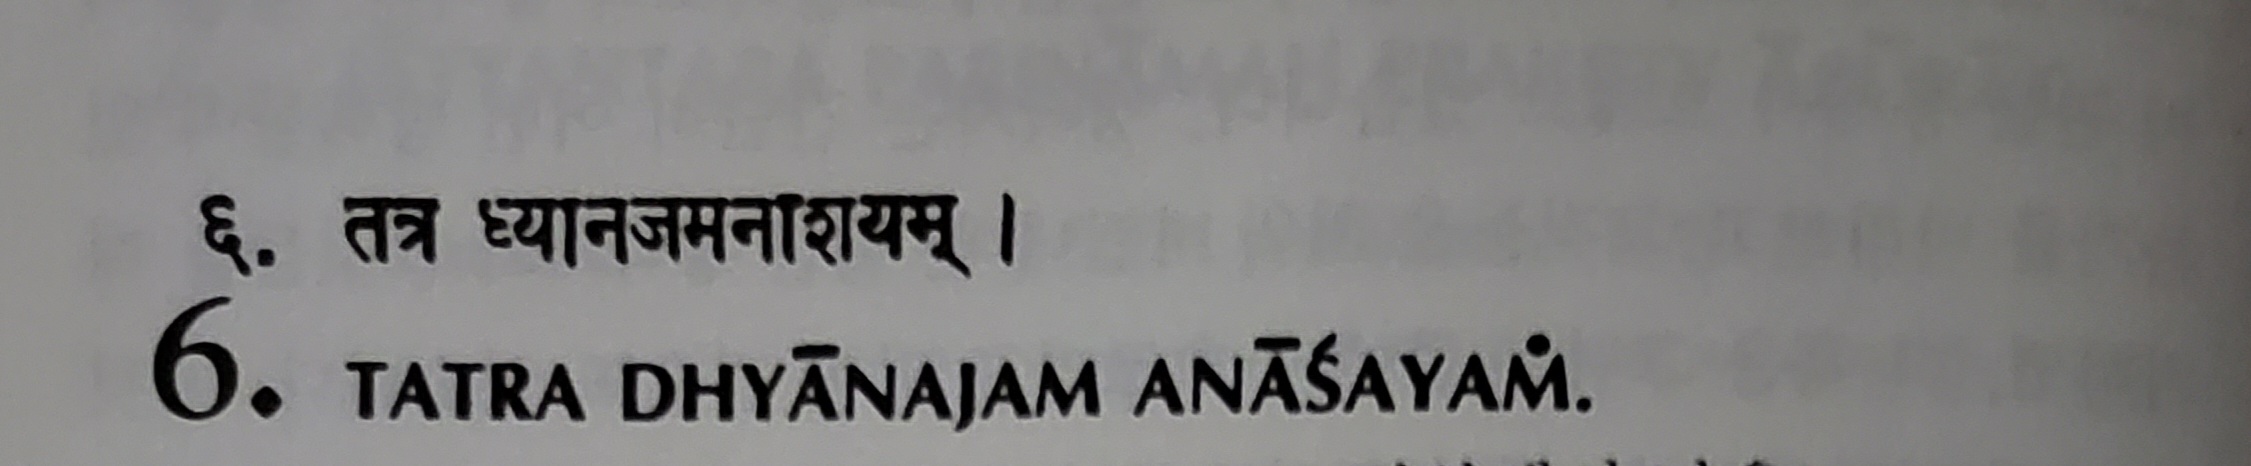 ६. तत्र ध्यानजमनाशयम् ।
6. TATRA DHYĀNAJAM ANĀŚAYAṀ.